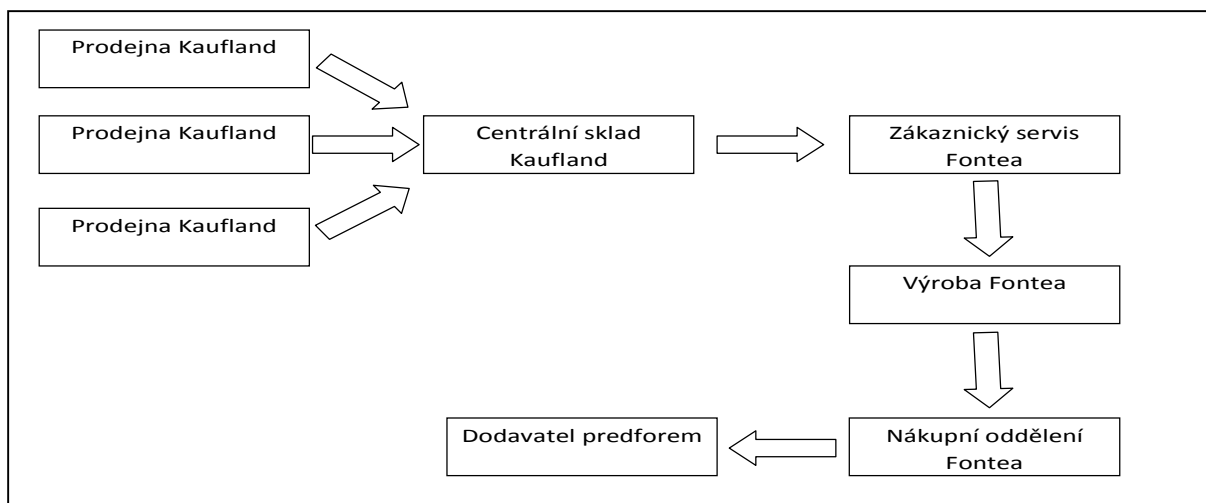 Prodejna Kaufland
Prodejna Kaufland
Prodejna Kaufland
Centrální sklad
Kaufland
Zákaznický servis
Fontea
Výroba Fontea
Nákupní oddělení
Fontea
Dodavatel predforem